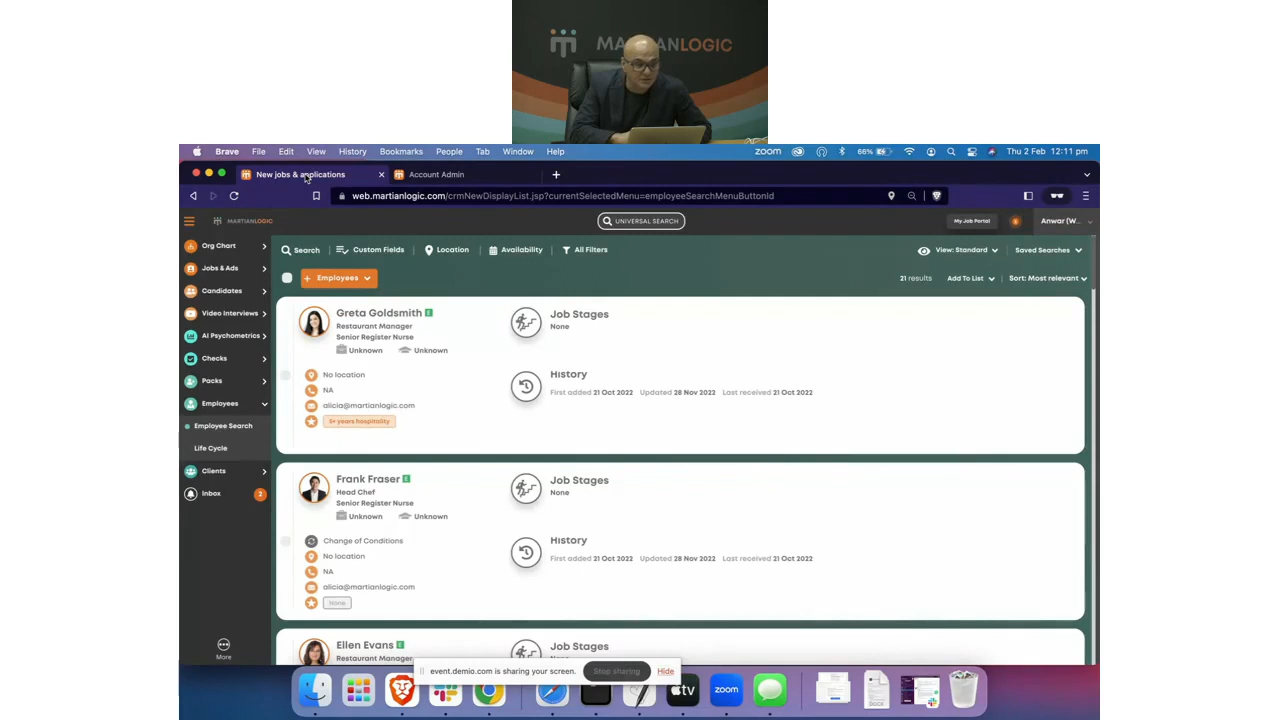 MARTIANLOGIC
Brave File Edit View History Bookmarks People Tab Window Help zoom 66% Thu 2 Feb 12:11 pm
New jobs & applications Account Admin
web.martianlogic.com/crmNewDisplayList.jsp?currentSelectedMenu=employeeSearchMenuButtonId
MARTIANLOGIC UNIVERSAL SEARCH My Job Portal Anwar (W...
Org Chart
Jobs & Ads
Candidates
Video Interviews
AI Psychometrics
Checks
Packs
Employees
Employee Search
Life Cycle
Clients
Inbox 2
More
Search Custom Fields Location Availability All Filters View: Standard Saved Searches
+ Employees 21 results Add To List Sort: Most relevant
Greta Goldsmith E
Restaurant Manager
Senior Register Nurse
Unknown Unknown
No location
NA
alicia@martianlogic.com
5+ years hospitality
Job Stages
None
History
First added 21 Oct 2022 Updated 28 Nov 2022 Last received 21 Oct 2022
Frank Fraser E
Head Chef
Senior Register Nurse
Unknown Unknown
Change of Conditions
No location
NA
alicia@martianlogic.com
None
Job Stages
None
History
First added 21 Oct 2022 Updated 28 Nov 2022 Last received 21 Oct 2022
Ellen Evans E
Restaurant Manager
Job Stages
event.demio.com is sharing your screen. Stop sharing Hide
tv zoom
DOCX